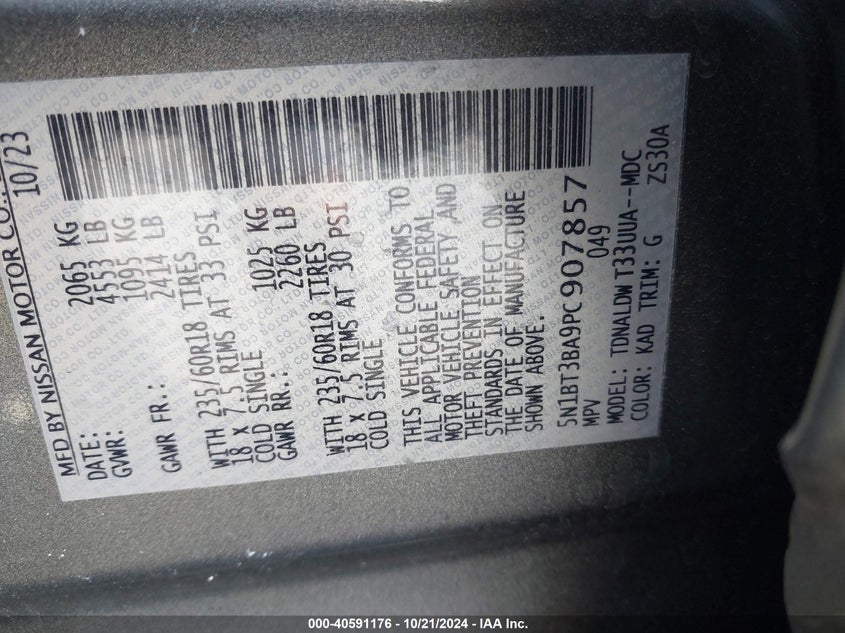 MFD BY NISSAN MOTOR CO.
DATE: 10/23
GVWR: 2065 KG
4553 LB
GAWR FR.: 1095 KG
2414 LB
WITH 235/60R18 TIRES
18 X 7.5 RIMS AT 33 PSI
COLD SINGLE
GAWR RR.: 1025 KG
2260 LB
WITH 235/60R18 TIRES
18 X 7.5 RIMS AT 30 PSI
COLD SINGLE
THIS VEHICLE CONFORMS TO
ALL APPLICABLE FEDERAL
MOTOR VEHICLE SAFETY AND
THEFT PREVENTION
STANDARDS IN EFFECT ON
THE DATE OF MANUFACTURE
SHOWN ABOVE.
5N1BT3BA9PC907857
MPV 049
MODEL: TDNALDW T33UUA--MDC
COLOR: KAD TRIM: G ZS30A
000-40591176 - 10/21/2024 - IAA Inc.